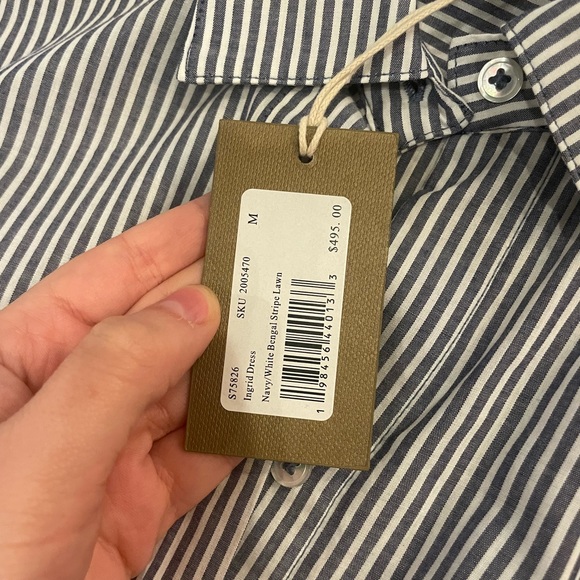 S75826 SKU 2005470 M
Ingrid Dress
Navy/White Bengal Stripe Lawn
1 98456 44013 3
$495.00